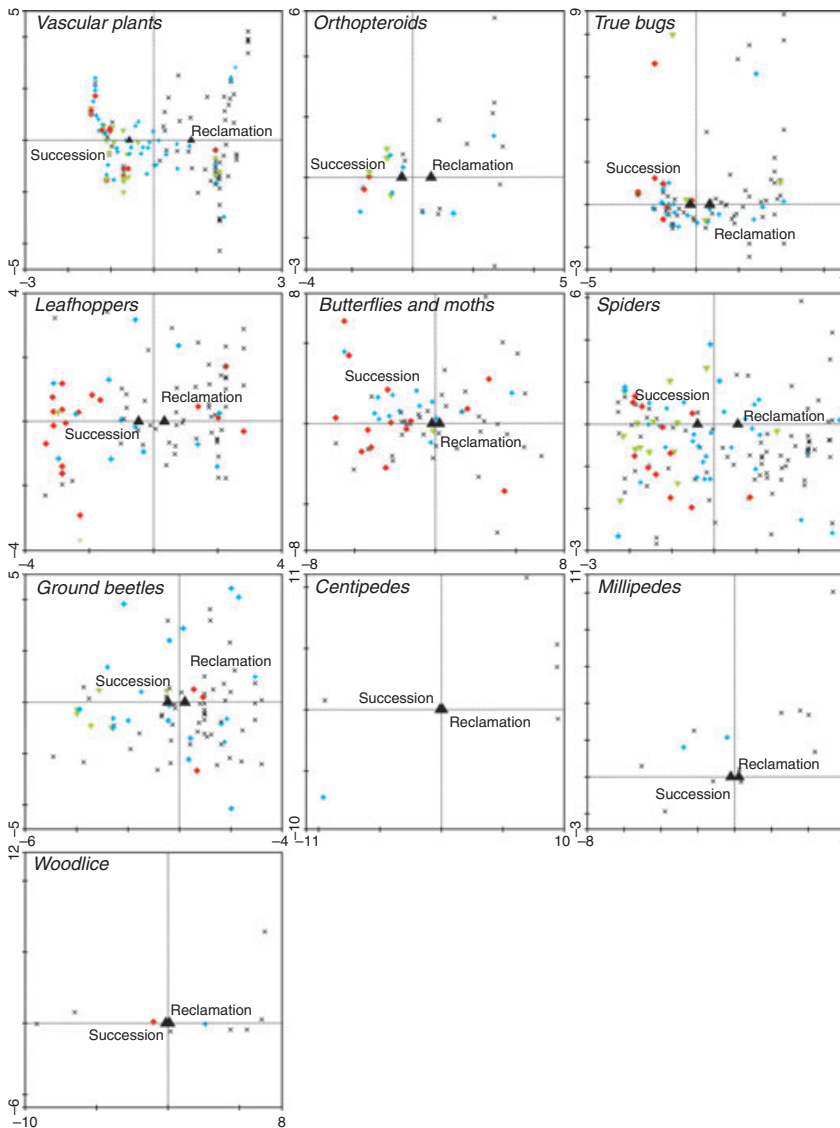 5
Vascular plants
Succession
Reclamation
−5
−3
3
6
Orthopteroids
Succession
Reclamation
−3
−4
5
9
True bugs
Succession
Reclamation
−3
−5
4
Leafhoppers
Succession
Reclamation
−4
−4
4
8
Butterflies and moths
Succession
Reclamation
−8
−8
8
6
Spiders
Succession
Reclamation
−3
−3
5
Ground beetles
Succession
Reclamation
−5
−6
−4
11
Centipedes
Succession
Reclamation
−10
−11
10
11
Millipedes
Succession
Reclamation
−3
−8
12
Woodlice
Succession
Reclamation
−6
−10
8